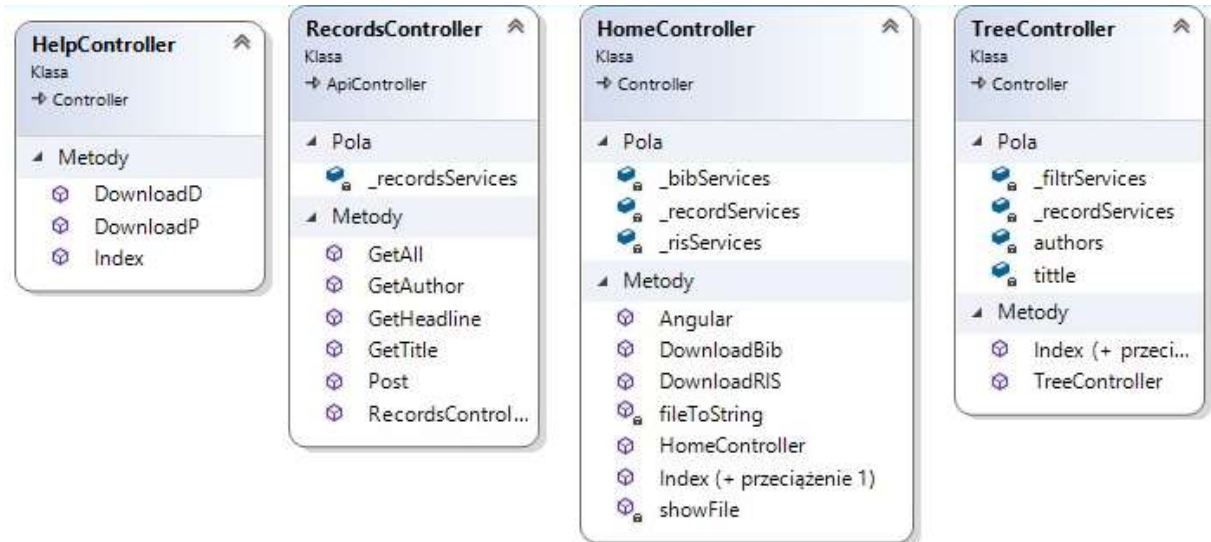 HelpController
Klasa
Controller
Metody
DownloadD
DownloadP
Index
RecordsController
Klasa
ApiController
Pola
_recordsServices
Metody
GetAll
GetAuthor
GetHeadline
GetTitle
Post
RecordsControl...
HomeController
Klasa
Controller
Pola
_bibServices
_recordServices
_risServices
Metody
Angular
DownloadBib
DownloadRIS
fileToString
HomeController
Index (+ przeciążenie 1)
showFile
TreeController
Klasa
Controller
Pola
_filtrServices
_recordServices
authors
tittle
Metody
Index (+ przeci...
TreeController